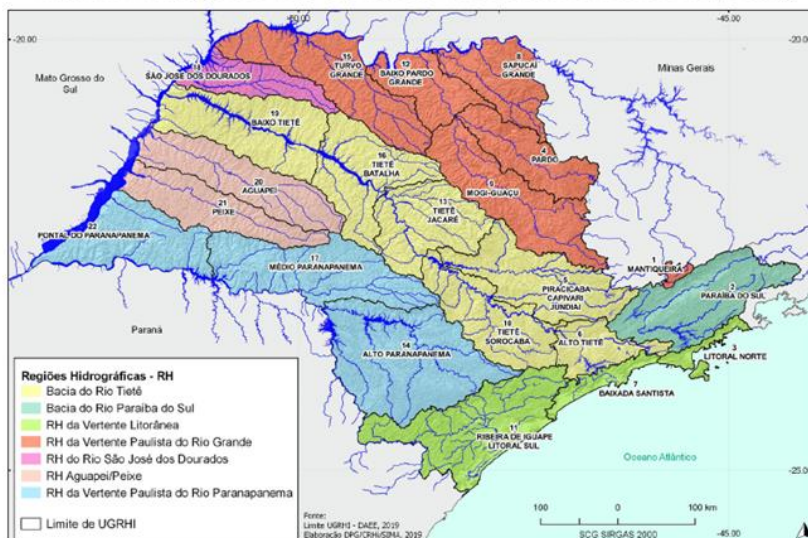 -20.00
-50.00
-45.00
-20.00
Mato Grosso do
Sul
Minas Gerais
15
TURVO
GRANDE
12
BAIXO PARDO
GRANDE
8
SAPUCAÍ
GRANDE
18
SÃO JOSÉ DOS DOURADOS
19
BAIXO TIETÊ
16
TIETÊ
BATALHA
4
PARDO
9
MOGI-GUAÇU
20
AGUAPEÍ
21
PEIXE
13
TIETÊ
JACARÉ
22
PONTAL DO PARANAPANEMA
17
MÉDIO PARANAPANEMA
5
PIRACICABA
CAPIVARI
JUNDIAÍ
1
MANTIQUEIRA
2
PARAÍBA DO SUL
Paraná
14
ALTO PARANAPANEMA
10
TIETÊ
SOROCABA
6
ALTO TIETÊ
3
LITORAL NORTE
7
BAIXADA SANTISTA
11
RIBEIRA DE IGUAPE
LITORAL SUL
Oceano Atlântico
-25.00
-25.00
Regiões Hidrográficas - RH
Bacia do Rio Tietê
Bacia do Rio Paraíba do Sul
RH da Vertente Litorânea
RH da Vertente Paulista do Rio Grande
RH do Rio São José dos Dourados
RH Aguapeí/Peixe
RH da Vertente Paulista do Rio Paranapanema
Limite de UGRHI
Fonte:
Limite UGRHI - DAEE, 2019
Elaboração DPG/CRHi/SIMA, 2019
100 0 100 km
SCG SIRGAS 2000
-45.00